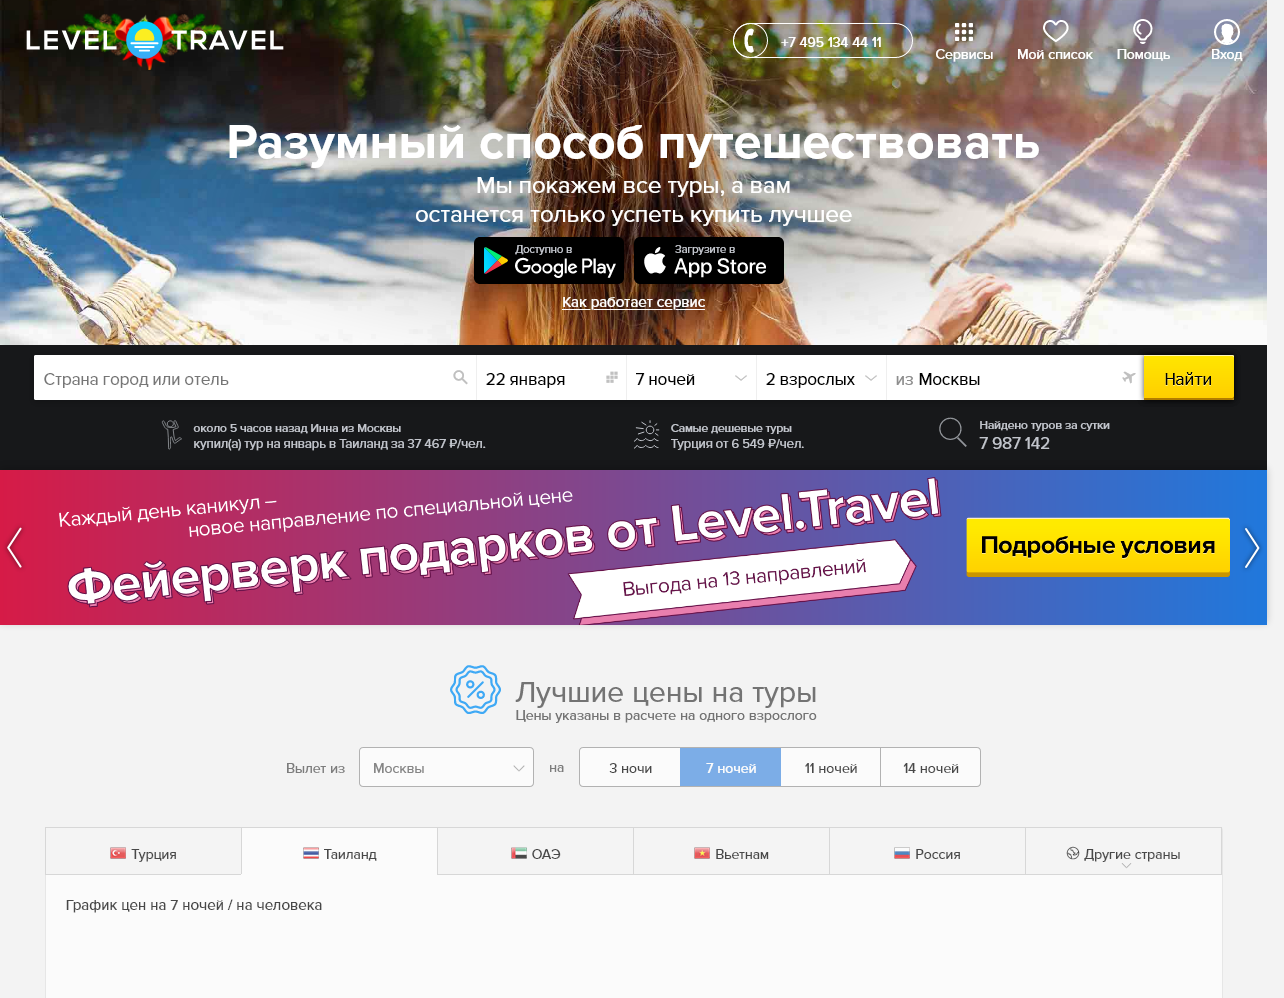 LEVEL TRAVEL
+7 495 134 44 11
Сервисы
Мой список
Помощь
Вход
Разумный способ путешествовать
Мы покажем все туры, а вам
останется только успеть купить лучшее
Доступно в
Google Play
Загрузите в
App Store
Как работает сервис
Страна город или отель
22 января
7 ночей
2 взрослых
из Москвы
Найти
около 5 часов назад Инна из Москвы
купил(а) тур на январь в Таиланд за 37 467 ₽/чел.
Самые дешевые туры
Турция от 6 549 ₽/чел.
Найдено туров за сутки
7 987 142
Каждый день каникул –
новое направление по специальной цене
Фейерверк подарков от Level.Travel
Выгода на 13 направлений
Подробные условия
Лучшие цены на туры
Цены указаны в расчете на одного взрослого
Вылет из
Москвы
на
3 ночи
7 ночей
11 ночей
14 ночей
Турция
Таиланд
ОАЭ
Вьетнам
Россия
Другие страны
График цен на 7 ночей / на человека